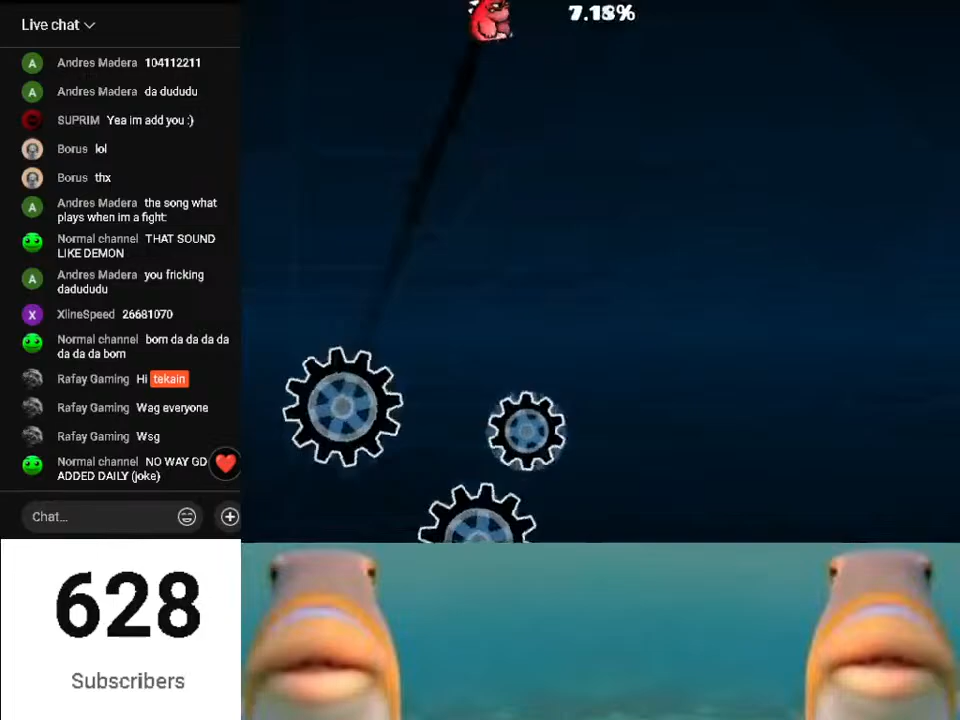 Live chat
7.18%
Andres Madera 104112211
Andres Madera da dududu
SUPRIM Yea im add you :)
Borus lol
Borus thx
Andres Madera the song what
plays when im a fight:
Normal channel THAT SOUND
LIKE DEMON
Andres Madera you fricking
dadududu
XlineSpeed 26681070
Normal channel bom da da da da
da da da bom
Rafay Gaming Hi tekain
Rafay Gaming Wag everyone
Rafay Gaming Wsg
Normal channel NO WAY GD
ADDED DAILY (joke)
Chat...
628
Subscribers